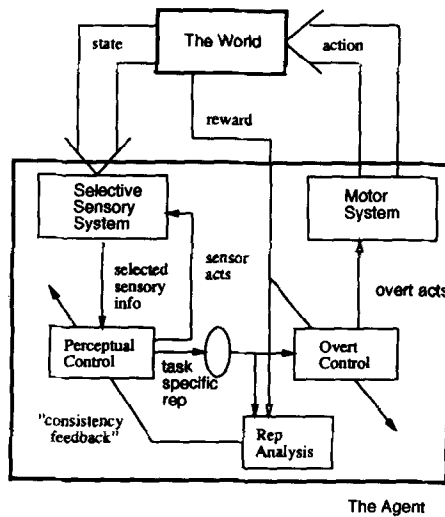 The World
state
action
reward
Selective
Sensory
System
Motor
System
selected
sensory
info
sensor
acts
overt acts
Perceptual
Control
task
specific
rep
Overt
Control
"consistency
feedback"
Rep
Analysis
The Agent